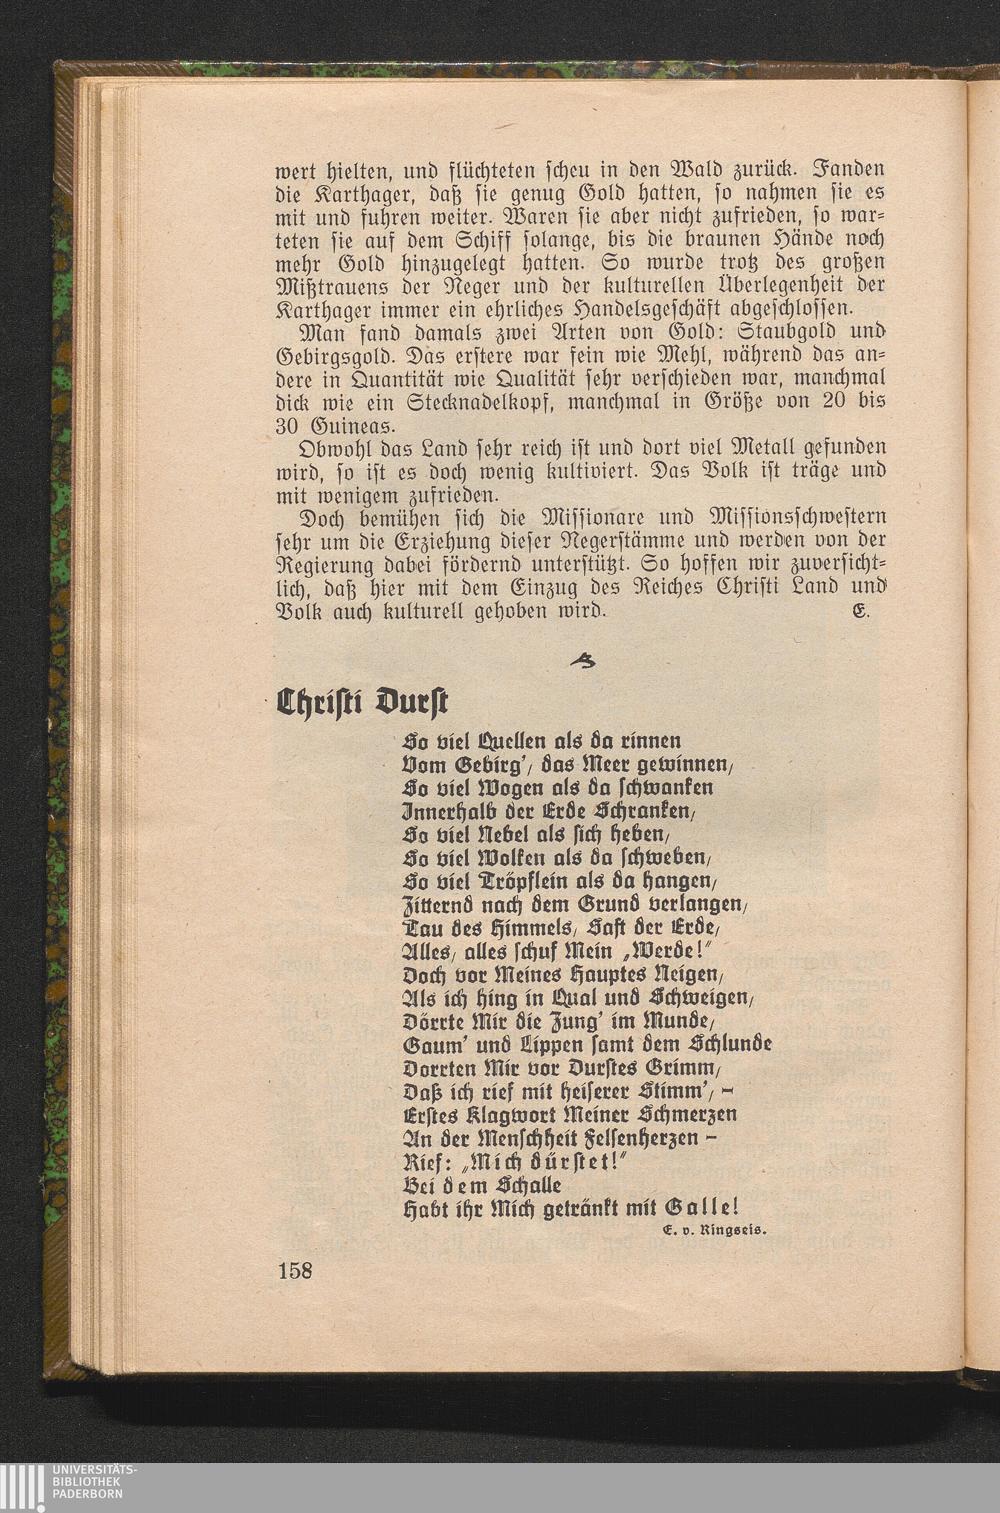 wert hielten, und flüchteten scheu in den Wald zurück. Fanden
die Karthager, daß sie genug Gold hatten, so nahmen sie es
mit und fuhren weiter. Waren sie aber nicht zufrieden, so war-
teten sie auf dem Schiff solange, bis die braunen Hände noch
mehr Gold hinzugelegt hatten. So wurde trotz des großen
Mißtrauens der Neger und der kulturellen Überlegenheit der
Karthager immer ein ehrliches Handelsgeschäft abgeschlossen.
Man fand damals zwei Arten von Gold: Staubgold und
Gebirgsgold. Das erstere war fein wie Mehl, während das an-
dere in Quantität wie Qualität sehr verschieden war, manchmal
dick wie ein Stecknadelkopf, manchmal in Größe von 20 bis
30 Guineas.
Obwohl das Land sehr reich ist und dort viel Metall gefunden
wird, so ist es doch wenig kultiviert. Das Volk ist träge und
mit wenigem zufrieden.
Doch bemühen sich die Missionare und Missionsschwestern
sehr um die Erziehung dieser Negerstämme und werden von der
Regierung dabei fördernd unterstützt. So hoffen wir zuversicht-
lich, daß hier mit dem Einzug des Reiches Christi Land und
Volk auch kulturell gehoben wird. E.
Christi Durst
So viel Quellen als da rinnen
Vom Gebirg', das Meer gewinnen,
So viel Wogen als da schwanken
Innerhalb der Erde Schranken,
So viel Nebel als sich heben,
So viel Wolken als da schweben,
So viel Tröpflein als da hangen,
Zitternd nach dem Grund verlangen,
Tau des Himmels, Saft der Erde,
Alles, alles schuf Mein „Werde!"
Doch vor Meines Hauptes Neigen,
Als ich hing in Qual und Schweigen,
Dörrte Mir die Zung' im Munde,
Gaum' und Lippen samt dem Schlunde
Dorrten Mir vor Durstes Grimm,
Daß ich rief mit heiserer Stimm', –
Erstes Klagwort Meiner Schmerzen
An der Menschheit Felsenherzen –
Rief: „Mich dürstet!"
Bei dem Schalle
Habt ihr Mich getränkt mit Galle!
E. v. Ringseis.
158
UNIVERSITÄTS-
BIBLIOTHEK
PADERBORN